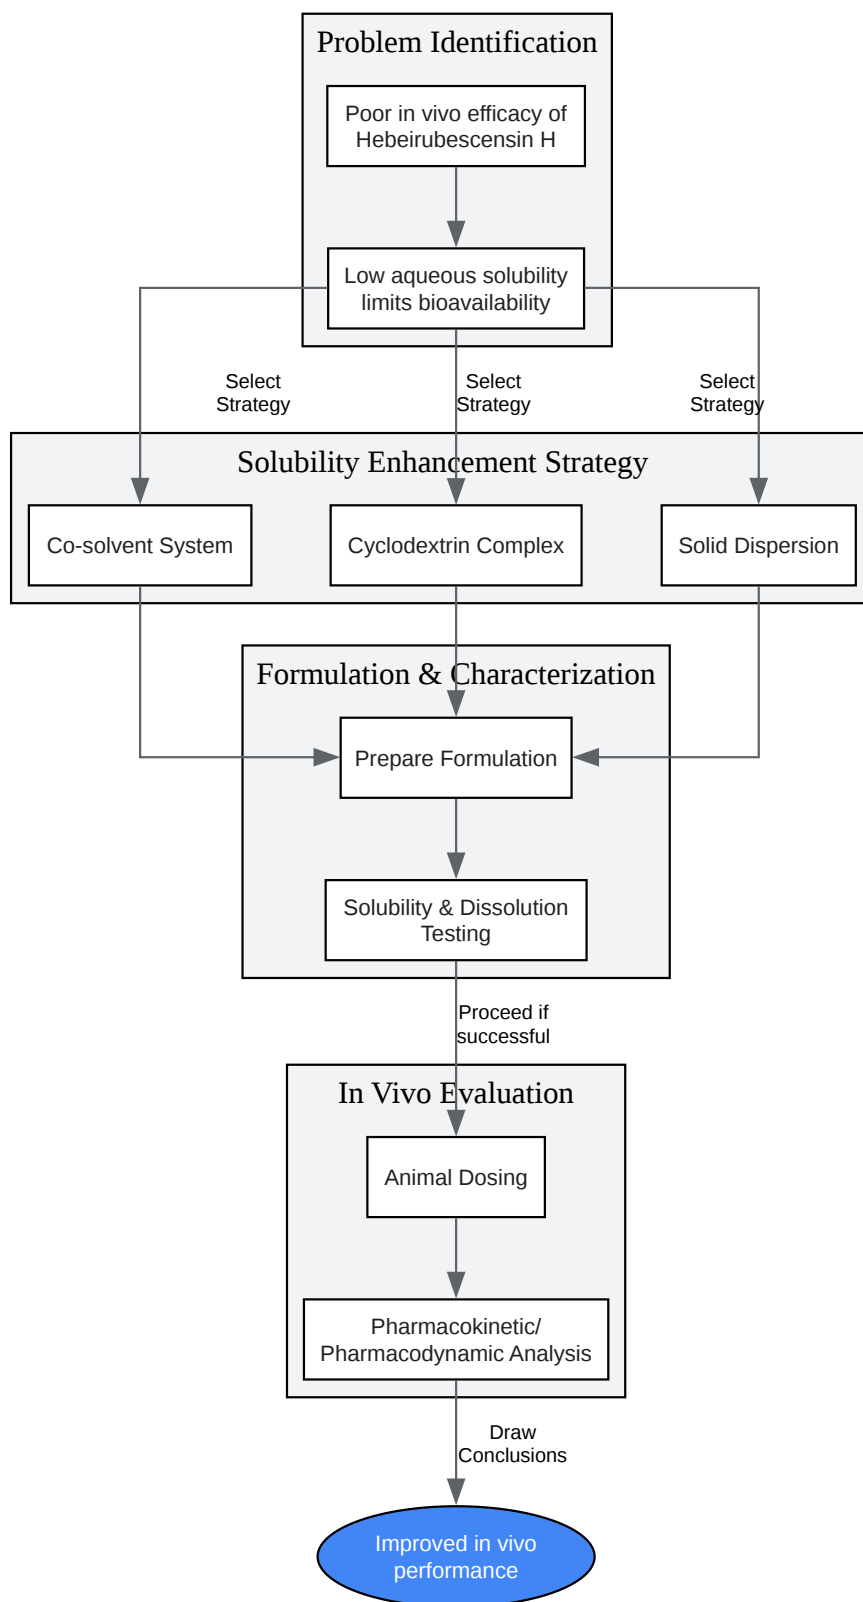 Problem Identification
Poor in vivo efficacy of
Hebeirubescensin H
Low aqueous solubility
limits bioavailability
Select
Strategy
Select
Strategy
Select
Strategy
Solubility Enhancement Strategy
Co-solvent System
Cyclodextrin Complex
Solid Dispersion
Formulation & Characterization
Prepare Formulation
Solubility & Dissolution
Testing
Proceed if
successful
In Vivo Evaluation
Animal Dosing
Pharmacokinetic/
Pharmacodynamic Analysis
Draw
Conclusions
Improved in vivo
performance